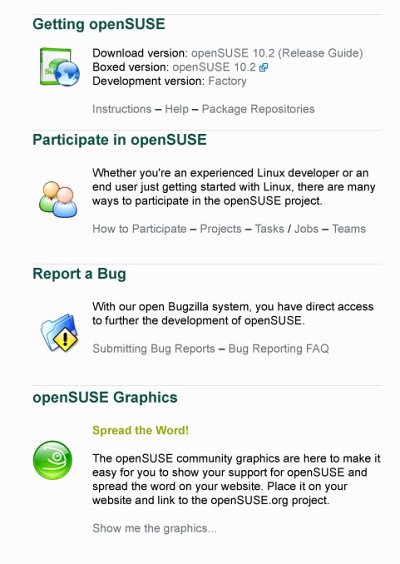 Getting openSUSE
Download version: openSUSE 10.2 (Release Guide)
Boxed version: openSUSE 10.2
Development version: Factory
Instructions – Help – Package Repositories
Participate in openSUSE
Whether you're an experienced Linux developer or an
end user just getting started with Linux, there are many
ways to participate in the openSUSE project.
How to Participate – Projects – Tasks / Jobs – Teams
Report a Bug
With our open Bugzilla system, you have direct access
to further the development of openSUSE.
Submitting Bug Reports – Bug Reporting FAQ
openSUSE Graphics
Spread the Word!
The openSUSE community graphics are here to make it
easy for you to show your support for openSUSE and
spread the word on your website. Place it on your
website and link to the openSUSE.org project.
Show me the graphics...